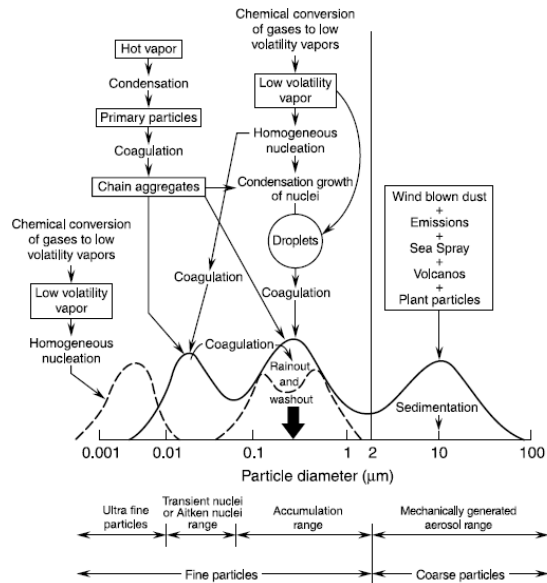 Hot vapor
Condensation
Primary particles
Coagulation
Chain aggregates
Chemical conversion
of gases to low
volatility vapors
Low volatility
vapor
Homogeneous
nucleation
Condensation growth
of nuclei
Droplets
Coagulation
Coagulation
Chemical conversion
of gases to low
volatility vapors
Low volatility
vapor
Homogeneous
nucleation
Wind blown dust
+
Emissions
+
Sea Spray
+
Volcanos
+
Plant particles
Coagulation
Rainout
and
washout
Sedimentation
0.001 0.01 0.1 1 2 10 100
Particle diameter (μm)
Ultra fine
particles
Transient nuclei
or Aitken nuclei
range
Accumulation
range
Mechanically generated
aerosol range
Fine particles
Coarse particles